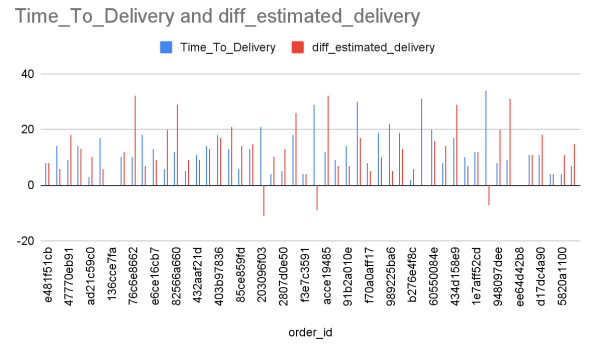 Time_To_Delivery and diff_estimated_delivery
Time_To_Delivery diff_estimated_delivery
40
20
0
-20
e481f51cb
47770eb91
ad21c59c0
136cce7fa
76c6e8662
e6ce16cb7
82566a660
432aaf21d
403b97836
85ce859fd
203096f03
2807d0e50
f3e7c3591
acce19485
91b2a010e
f70a0aff17
989225ba6
b276e4f8c
60550084e
434d158e9
1e7aff52cd
948097dee
ee64d42b8
d17dc4a90
5820a1100
order_id